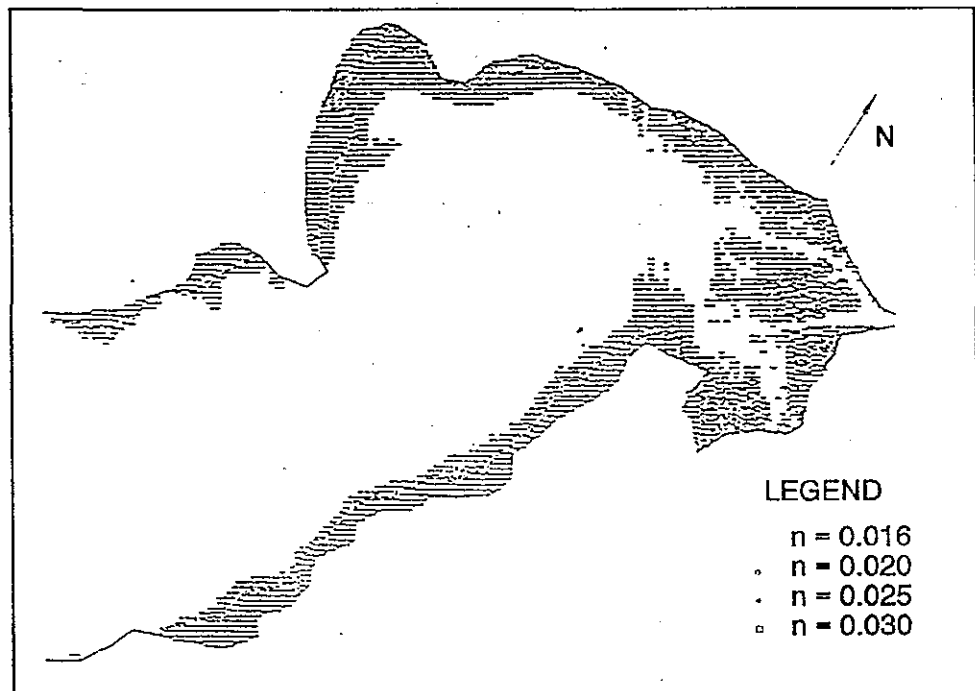 N
LEGEND
n = 0.016
n = 0.020
n = 0.025
n = 0.030